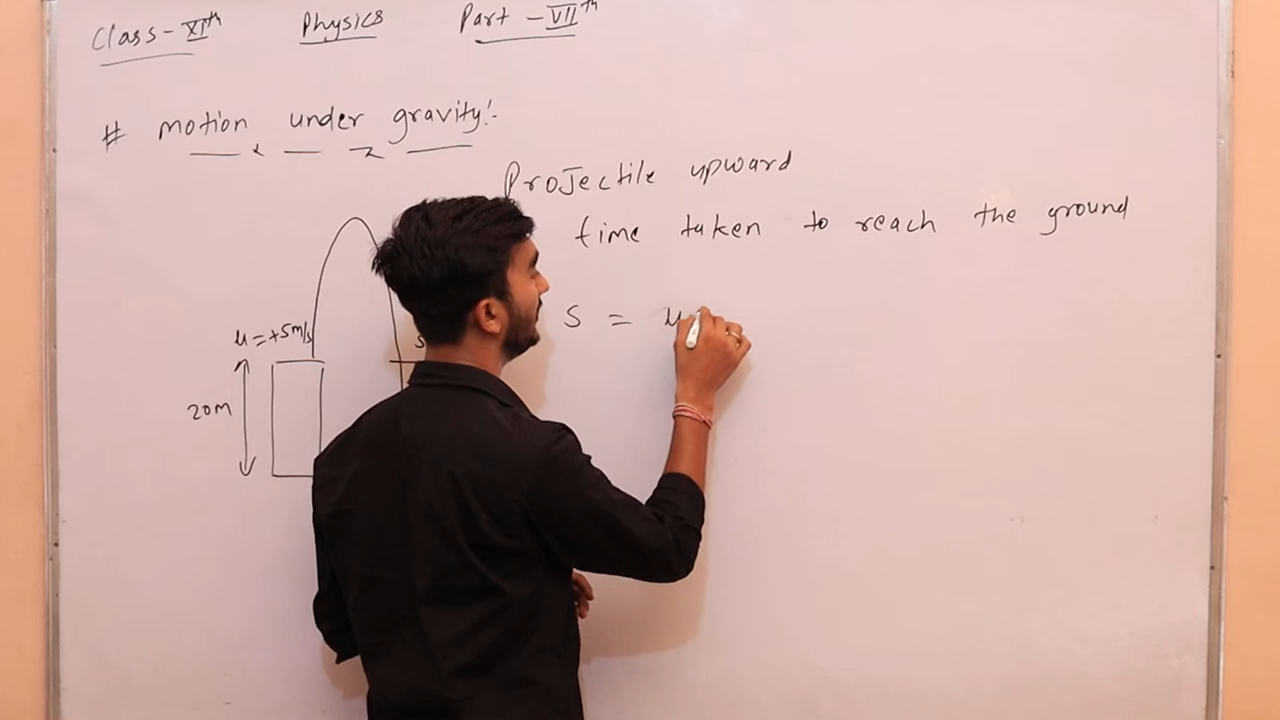 Class - XIth Physics Part - VIIth
# motion under gravity:-
Projectile upward
time taken to reach the ground
S = u
u = +5m/s
20m